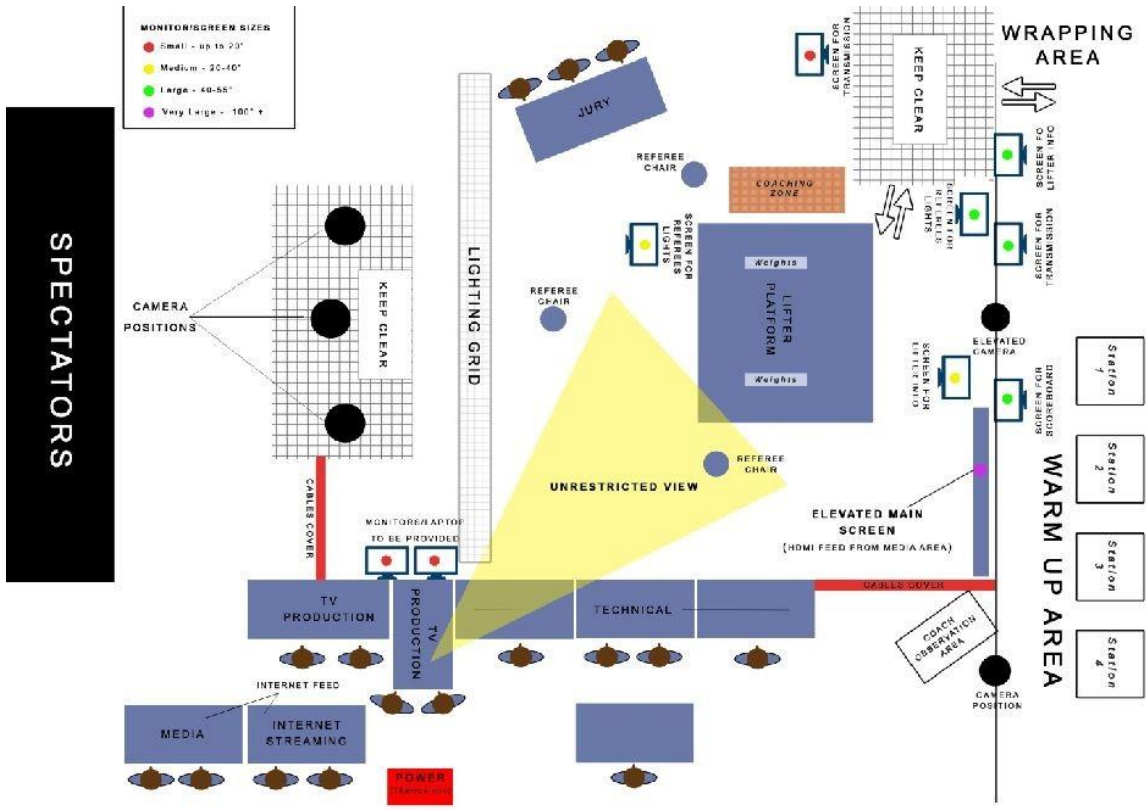 MONITOR/SCREEN SIZES
Small - up to 20"
Medium - 20-40"
Large - 40-55"
Very Large - 100" +
SPECTATORS
CAMERA
POSITIONS
KEEP CLEAR
LIGHTING GRID
JURY
REFEREE
CHAIR
SCREEN FOR
TRANSMISSION
KEEP CLEAR
WRAPPING
AREA
COACHING
ZONE
SCREEN FO
LIFTER INFO
SCREEN FOR
LIGHTS
SCREEN FOR
TRANSMISSION
SCREEN FOR
REFEREES
LIGHTS
REFEREE
CHAIR
Weights
LIFTER
PLATFORM
Weights
ELEVATED
CAMERA
SCREEN FOR
LIFTER INFO
SCREEN FOR
SCOREBOARD
Station
1
Station
2
Station
3
Station
4
WARM UP AREA
REFEREE
CHAIR
UNRESTRICTED VIEW
ELEVATED MAIN
SCREEN
(HDMI FEED FROM MEDIA AREA)
CABLES COVER
MONITORS/LAPTOP
TO BE PROVIDED
TV
PRODUCTION
TV
PRODUCTION
TECHNICAL
CABLES COVER
COACH
OBSERVATION
AREA
CAMERA
POSITION
INTERNET FEED
MEDIA
INTERNET
STREAMING
POWER